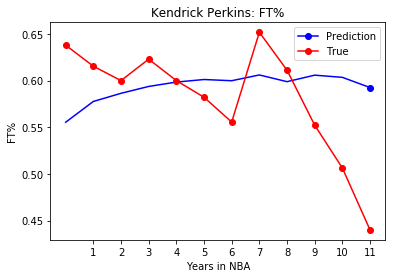 Kendrick Perkins: FT%
Prediction
True
FT%
0.65
0.60
0.55
0.50
0.45
1 2 3 4 5 6 7 8 9 10 11
Years in NBA